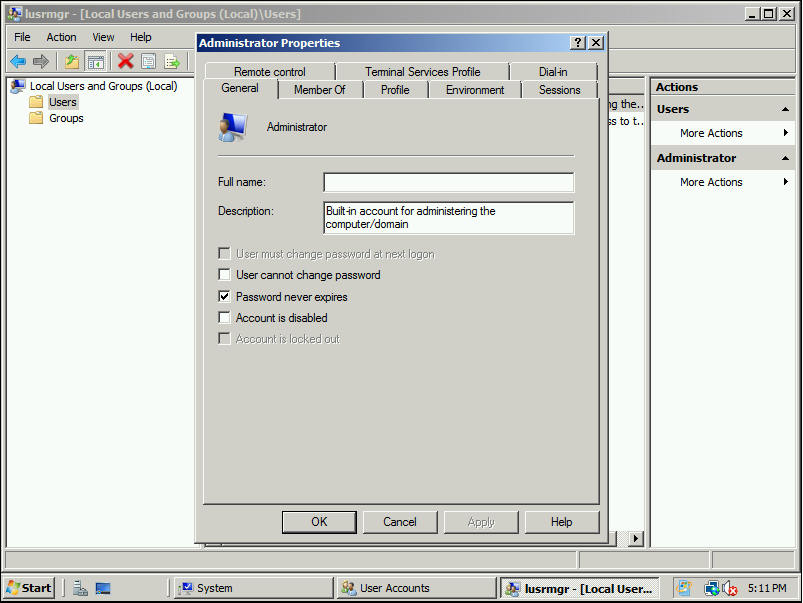 lusrmgr - [Local Users and Groups (Local)\Users]
File Action View Help
Local Users and Groups (Local)
Users
Groups
Administrator Properties
Remote control Terminal Services Profile Dial-in
General Member Of Profile Environment Sessions
Administrator
Full name:
Description: Built-in account for administering the
computer/domain
User must change password at next logon
User cannot change password
Password never expires
Account is disabled
Account is locked out
OK Cancel Apply Help
ng the...
ss to t...
Actions
Users
More Actions
Administrator
More Actions
Start System User Accounts lusrmgr - [Local User... 5:11 PM